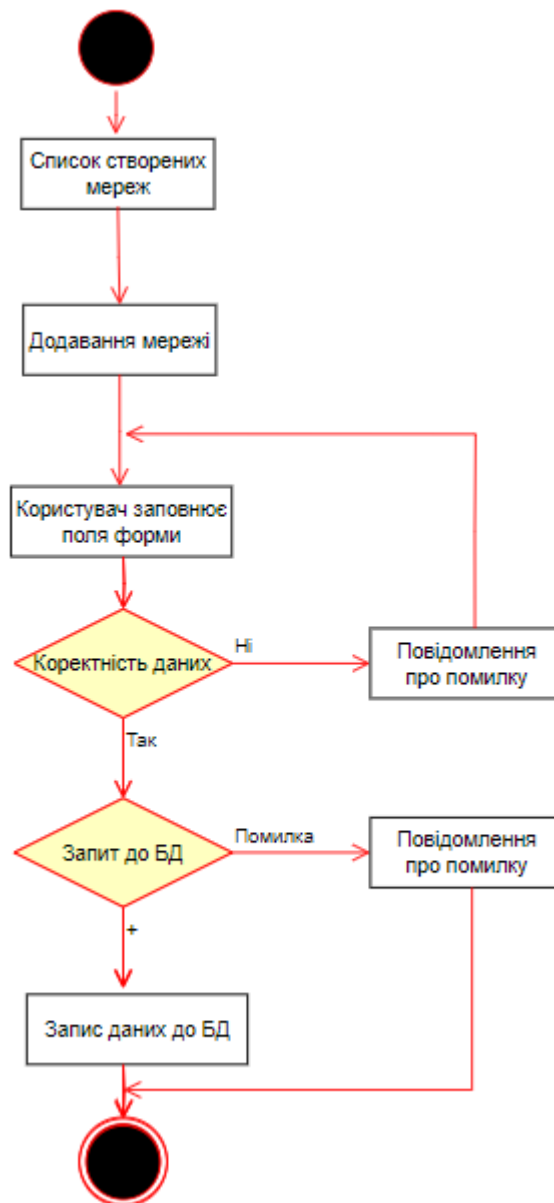 Список створених
мереж
Додавання мережі
Користувач заповнює
поля форми
Коректність даних
Ні
Повідомлення
про помилку
Так
Запит до БД
Помилка
Повідомлення
про помилку
+
Запис даних до БД